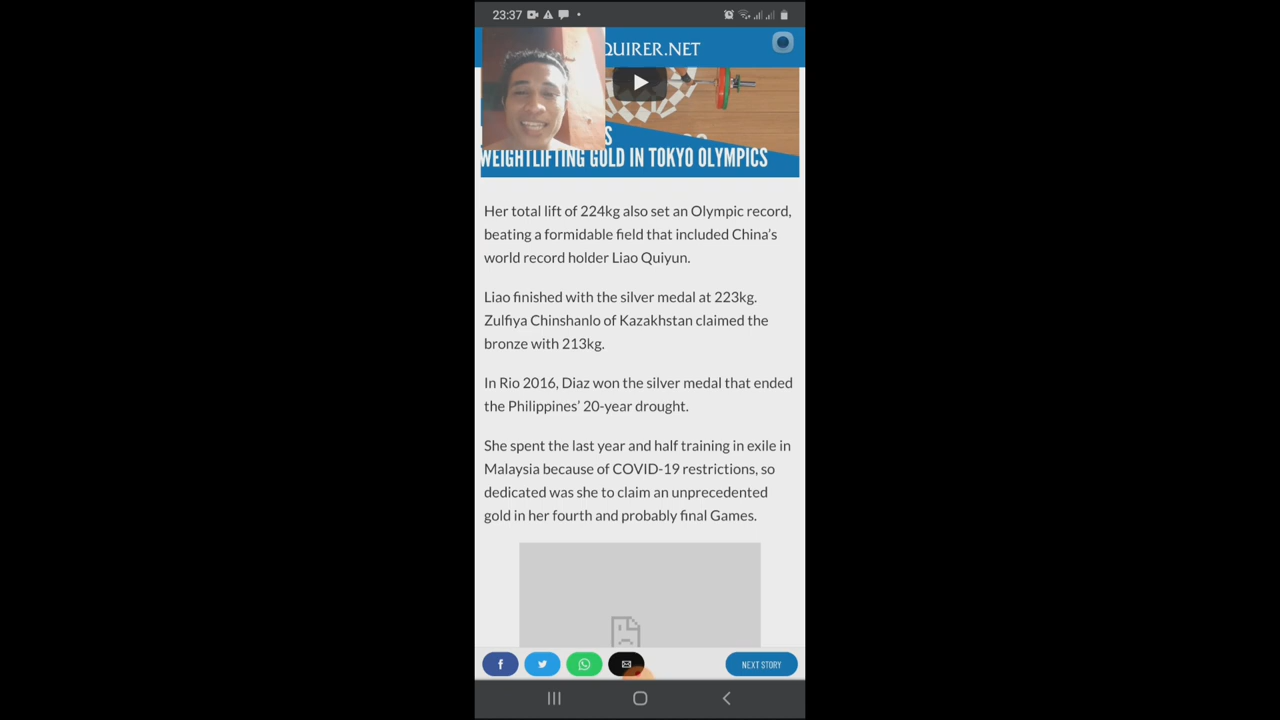 23:37
QUIRER.NET
S
WEIGHTLIFTING GOLD IN TOKYO OLYMPICS
Her total lift of 224kg also set an Olympic record,
beating a formidable field that included China's
world record holder Liao Quiyun.
Liao finished with the silver medal at 223kg.
Zulfiya Chinshanlo of Kazakhstan claimed the
bronze with 213kg.
In Rio 2016, Diaz won the silver medal that ended
the Philippines' 20-year drought.
She spent the last year and half training in exile in
Malaysia because of COVID-19 restrictions, so
dedicated was she to claim an unprecedented
gold in her fourth and probably final Games.
NEXT STORY